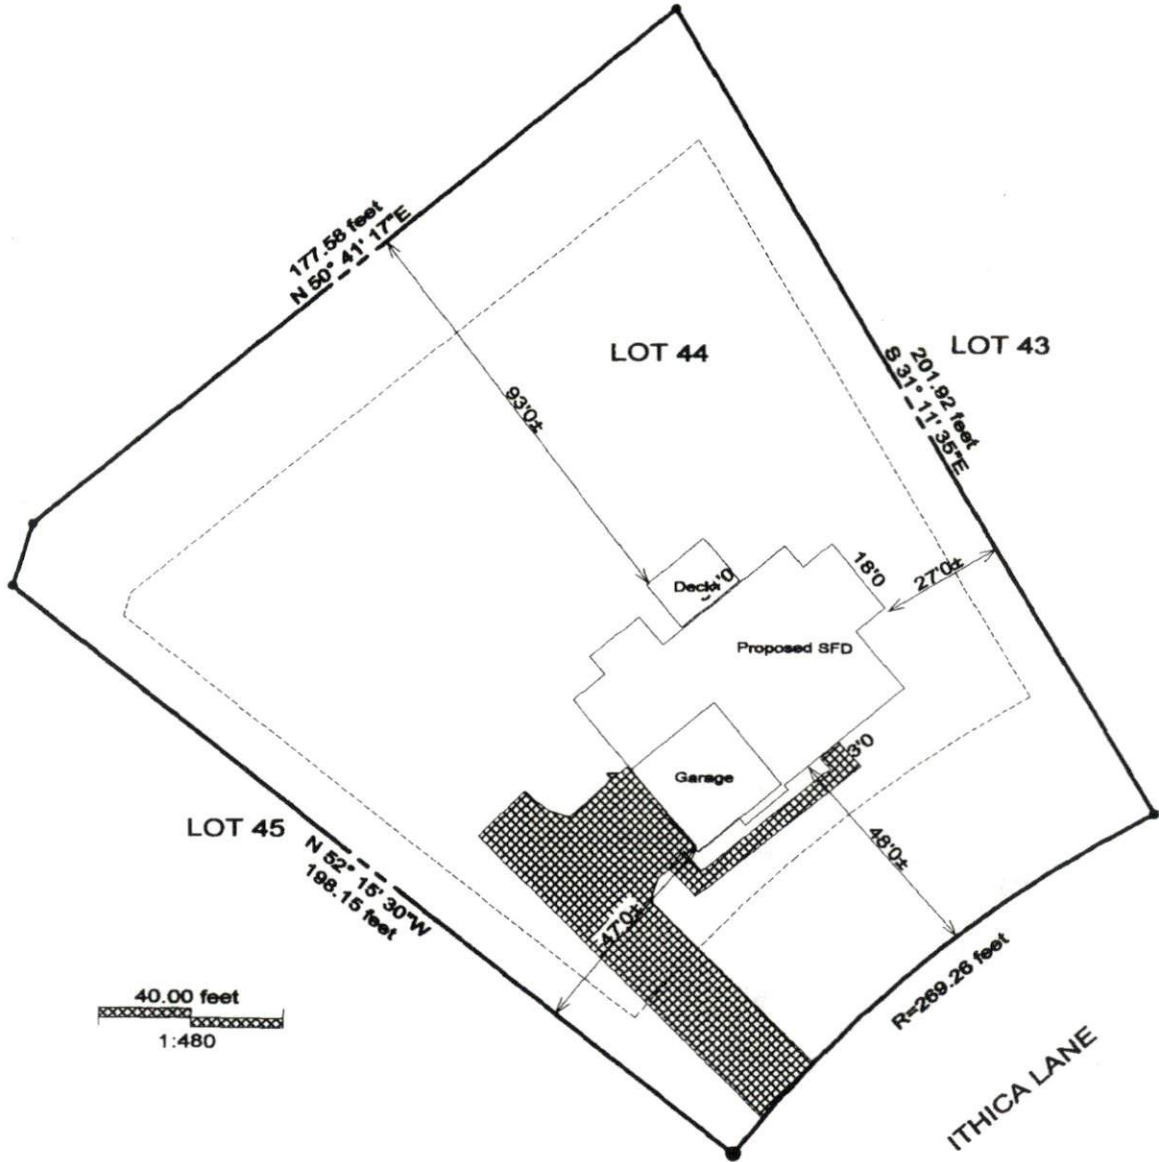 177.58 feet
N 50° 41' 17"E
LOT 44
LOT 43
201.92 feet
S 31° 11' 35"E
93'0±
Deck
18'0
27'0±
Proposed SFD
Garage
3'0
LOT 45
N 52° 15' 30"W
198.15 feet
48'0±
47'0±
40.00 feet
1:480
R=269.26 feet
ITHICA LANE